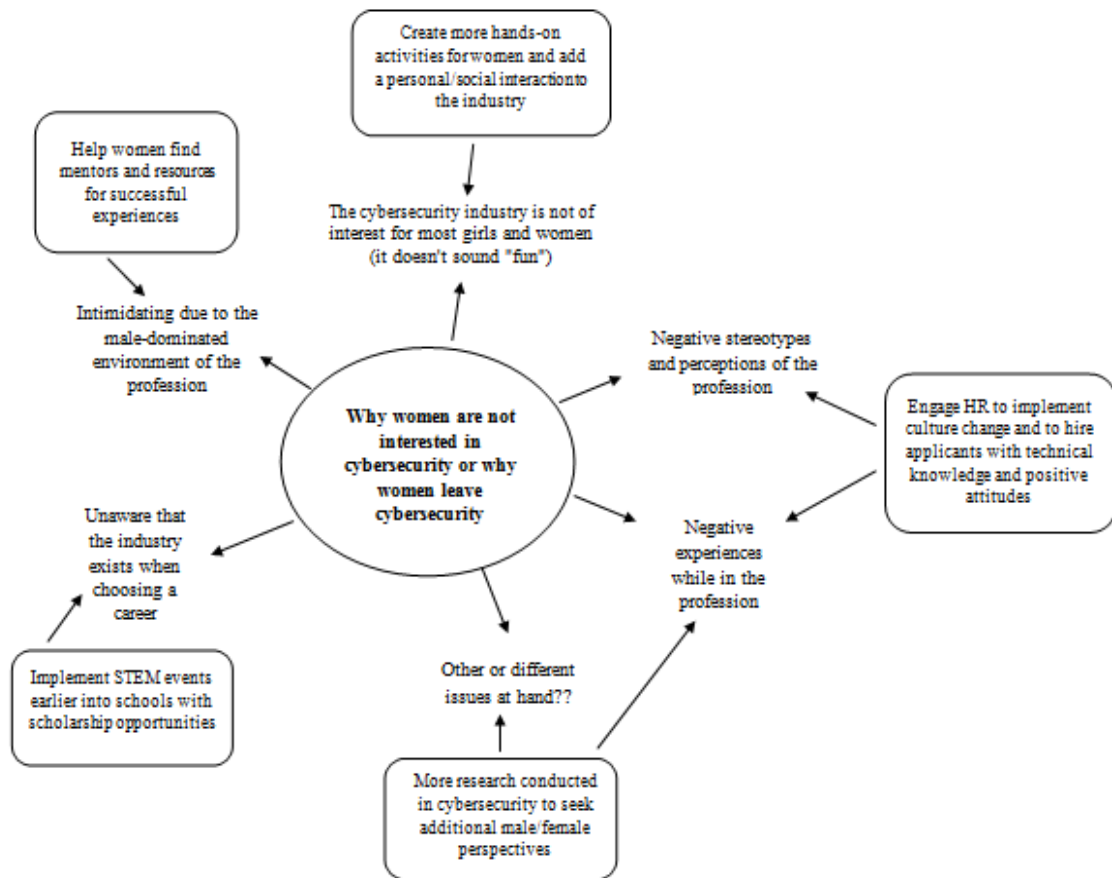 Create more hands-on
activities for women and add
a personal/social interactionto
the industry
Help women find
mentors and resources
for successful
experiences
The cybersecurity industry is not of
interest for most girls and women
(it doesn't sound "fun")
Intimidating due to the
male-dominated
environment of the
profession
Negative stereotypes
and perceptions of the
profession
Engage HR to implement
culture change and to hire
applicants with technical
knowledge and positive
attitudes
Why women are not
interested in
cybersecurity or why
women leave
cybersecurity
Unaware that
the industry
exists when
choosing a
career
Negative
experiences
while in the
profession
Implement STEM events
earlier into schools with
scholarship opportunities
Other or different
issues at hand??
More research conducted
in cybersecurity to seek
additional male/female
perspectives